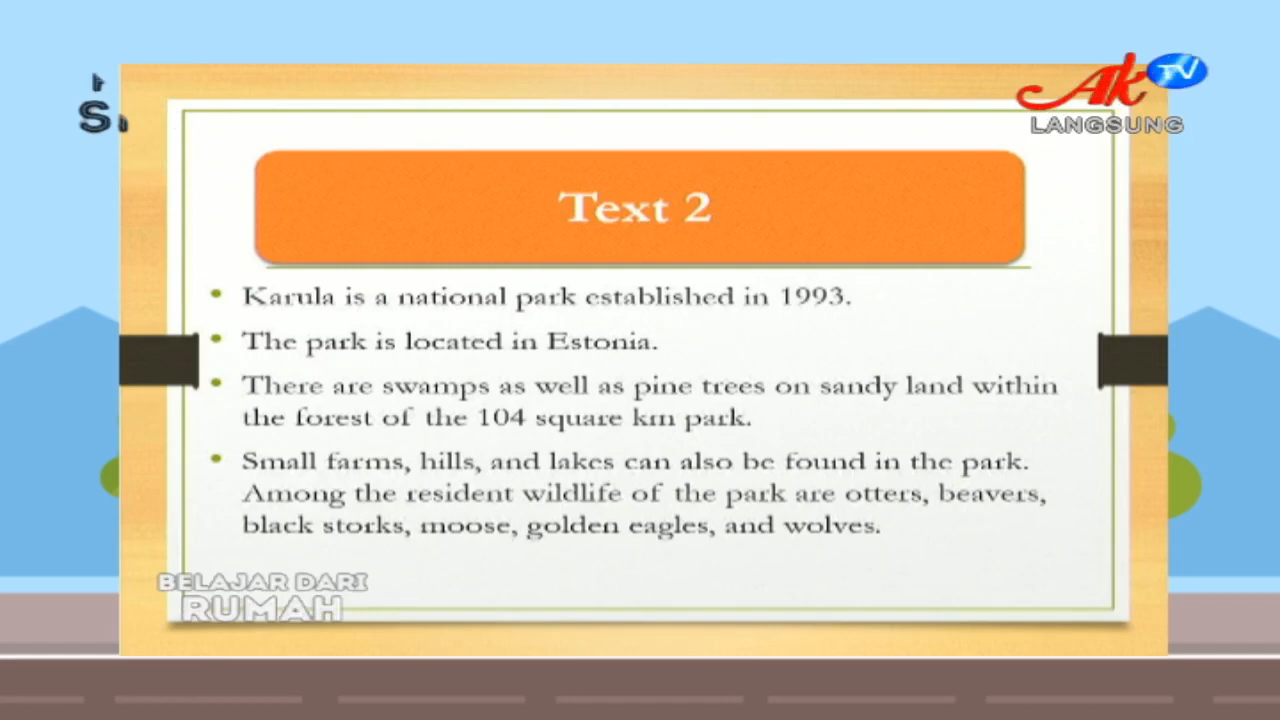 Ak TV
LANGSUNG
Text 2
• Karula is a national park established in 1993.
• The park is located in Estonia.
• There are swamps as well as pine trees on sandy land within
the forest of the 104 square km park.
• Small farms, hills, and lakes can also be found in the park.
Among the resident wildlife of the park are otters, beavers,
black storks, moose, golden eagles, and wolves.
BELAJAR DARI
RUMAH